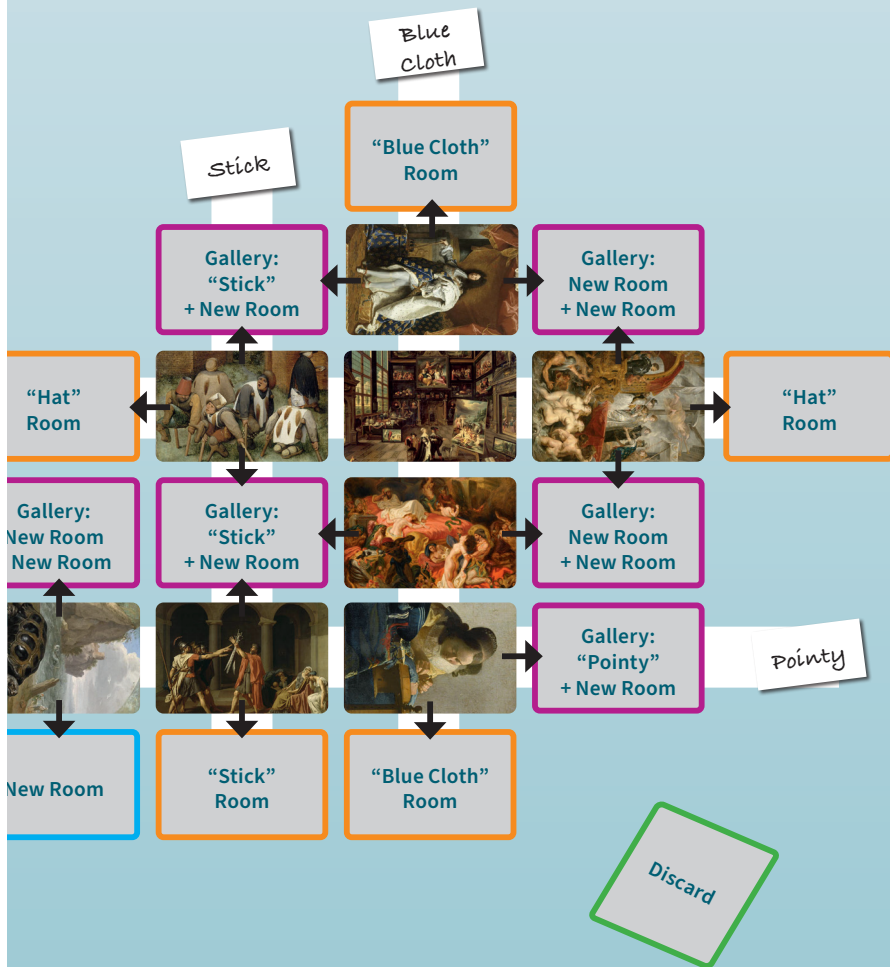 Blue
Cloth
“Blue Cloth”
Room
Stick
Gallery:
“Stick”
+ New Room
Gallery:
New Room
+ New Room
“Hat”
Room
“Hat”
Room
Gallery:
New Room
New Room
Gallery:
“Stick”
+ New Room
Gallery:
New Room
+ New Room
Gallery:
“Pointy”
+ New Room
Pointy
New Room
“Stick”
Room
“Blue Cloth”
Room
Discard